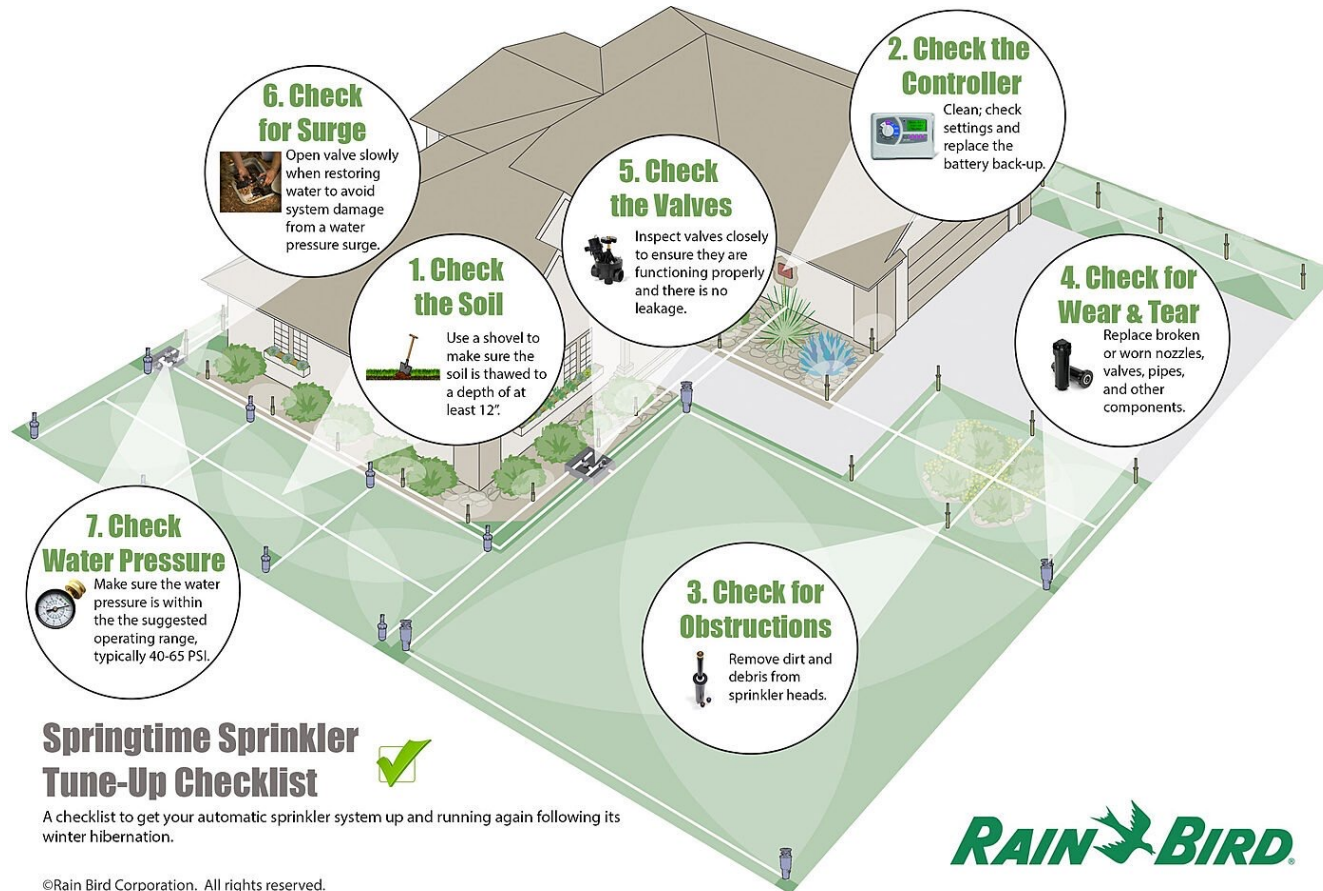 2. Check the
Controller
Clean; check
settings and
replace the
battery back-up.
6. Check
for Surge
Open valve slowly
when restoring
water to avoid
system damage
from a water
pressure surge.
5. Check
the Valves
Inspect valves closely
to ensure they are
functioning properly
and there is no
leakage.
1. Check
the Soil
Use a shovel to
make sure the
soil is thawed to
a depth of at
least 12".
4. Check for
Wear & Tear
Replace broken
or worn nozzles,
valves, pipes,
and other
components.
7. Check
Water Pressure
Make sure the water
pressure is within
the the suggested
operating range,
typically 40-65 PSI.
3. Check for
Obstructions
Remove dirt and
debris from
sprinkler heads.
Springtime Sprinkler
Tune-Up Checklist
A checklist to get your automatic sprinkler system up and running again following its
winter hibernation.
©Rain Bird Corporation. All rights reserved.
RAIN BIRD®